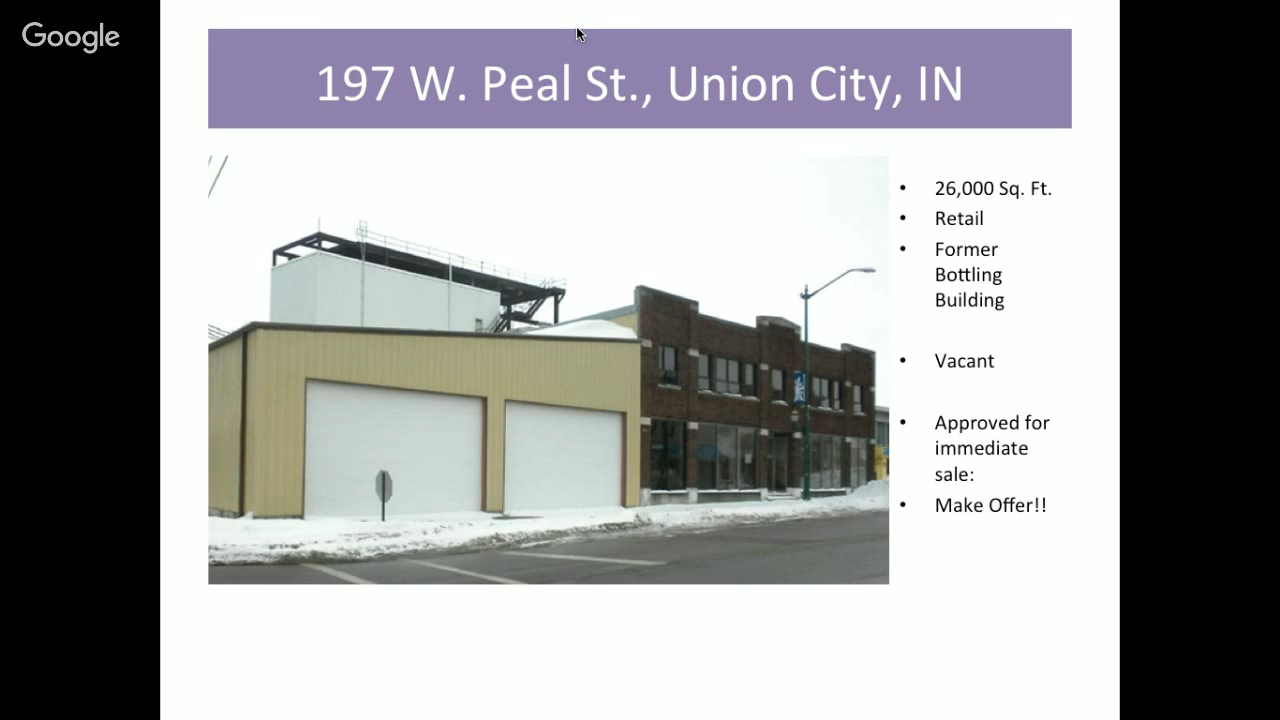 Google
197 W. Peal St., Union City, IN
• 26,000 Sq. Ft.
• Retail
• Former
Bottling
Building
• Vacant
• Approved for
immediate
sale:
• Make Offer!!